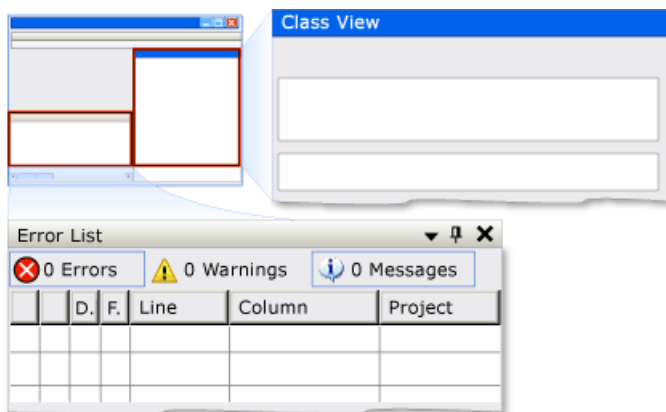 Class View
Error List
0 Errors 0 Warnings 0 Messages
D. F. Line Column Project